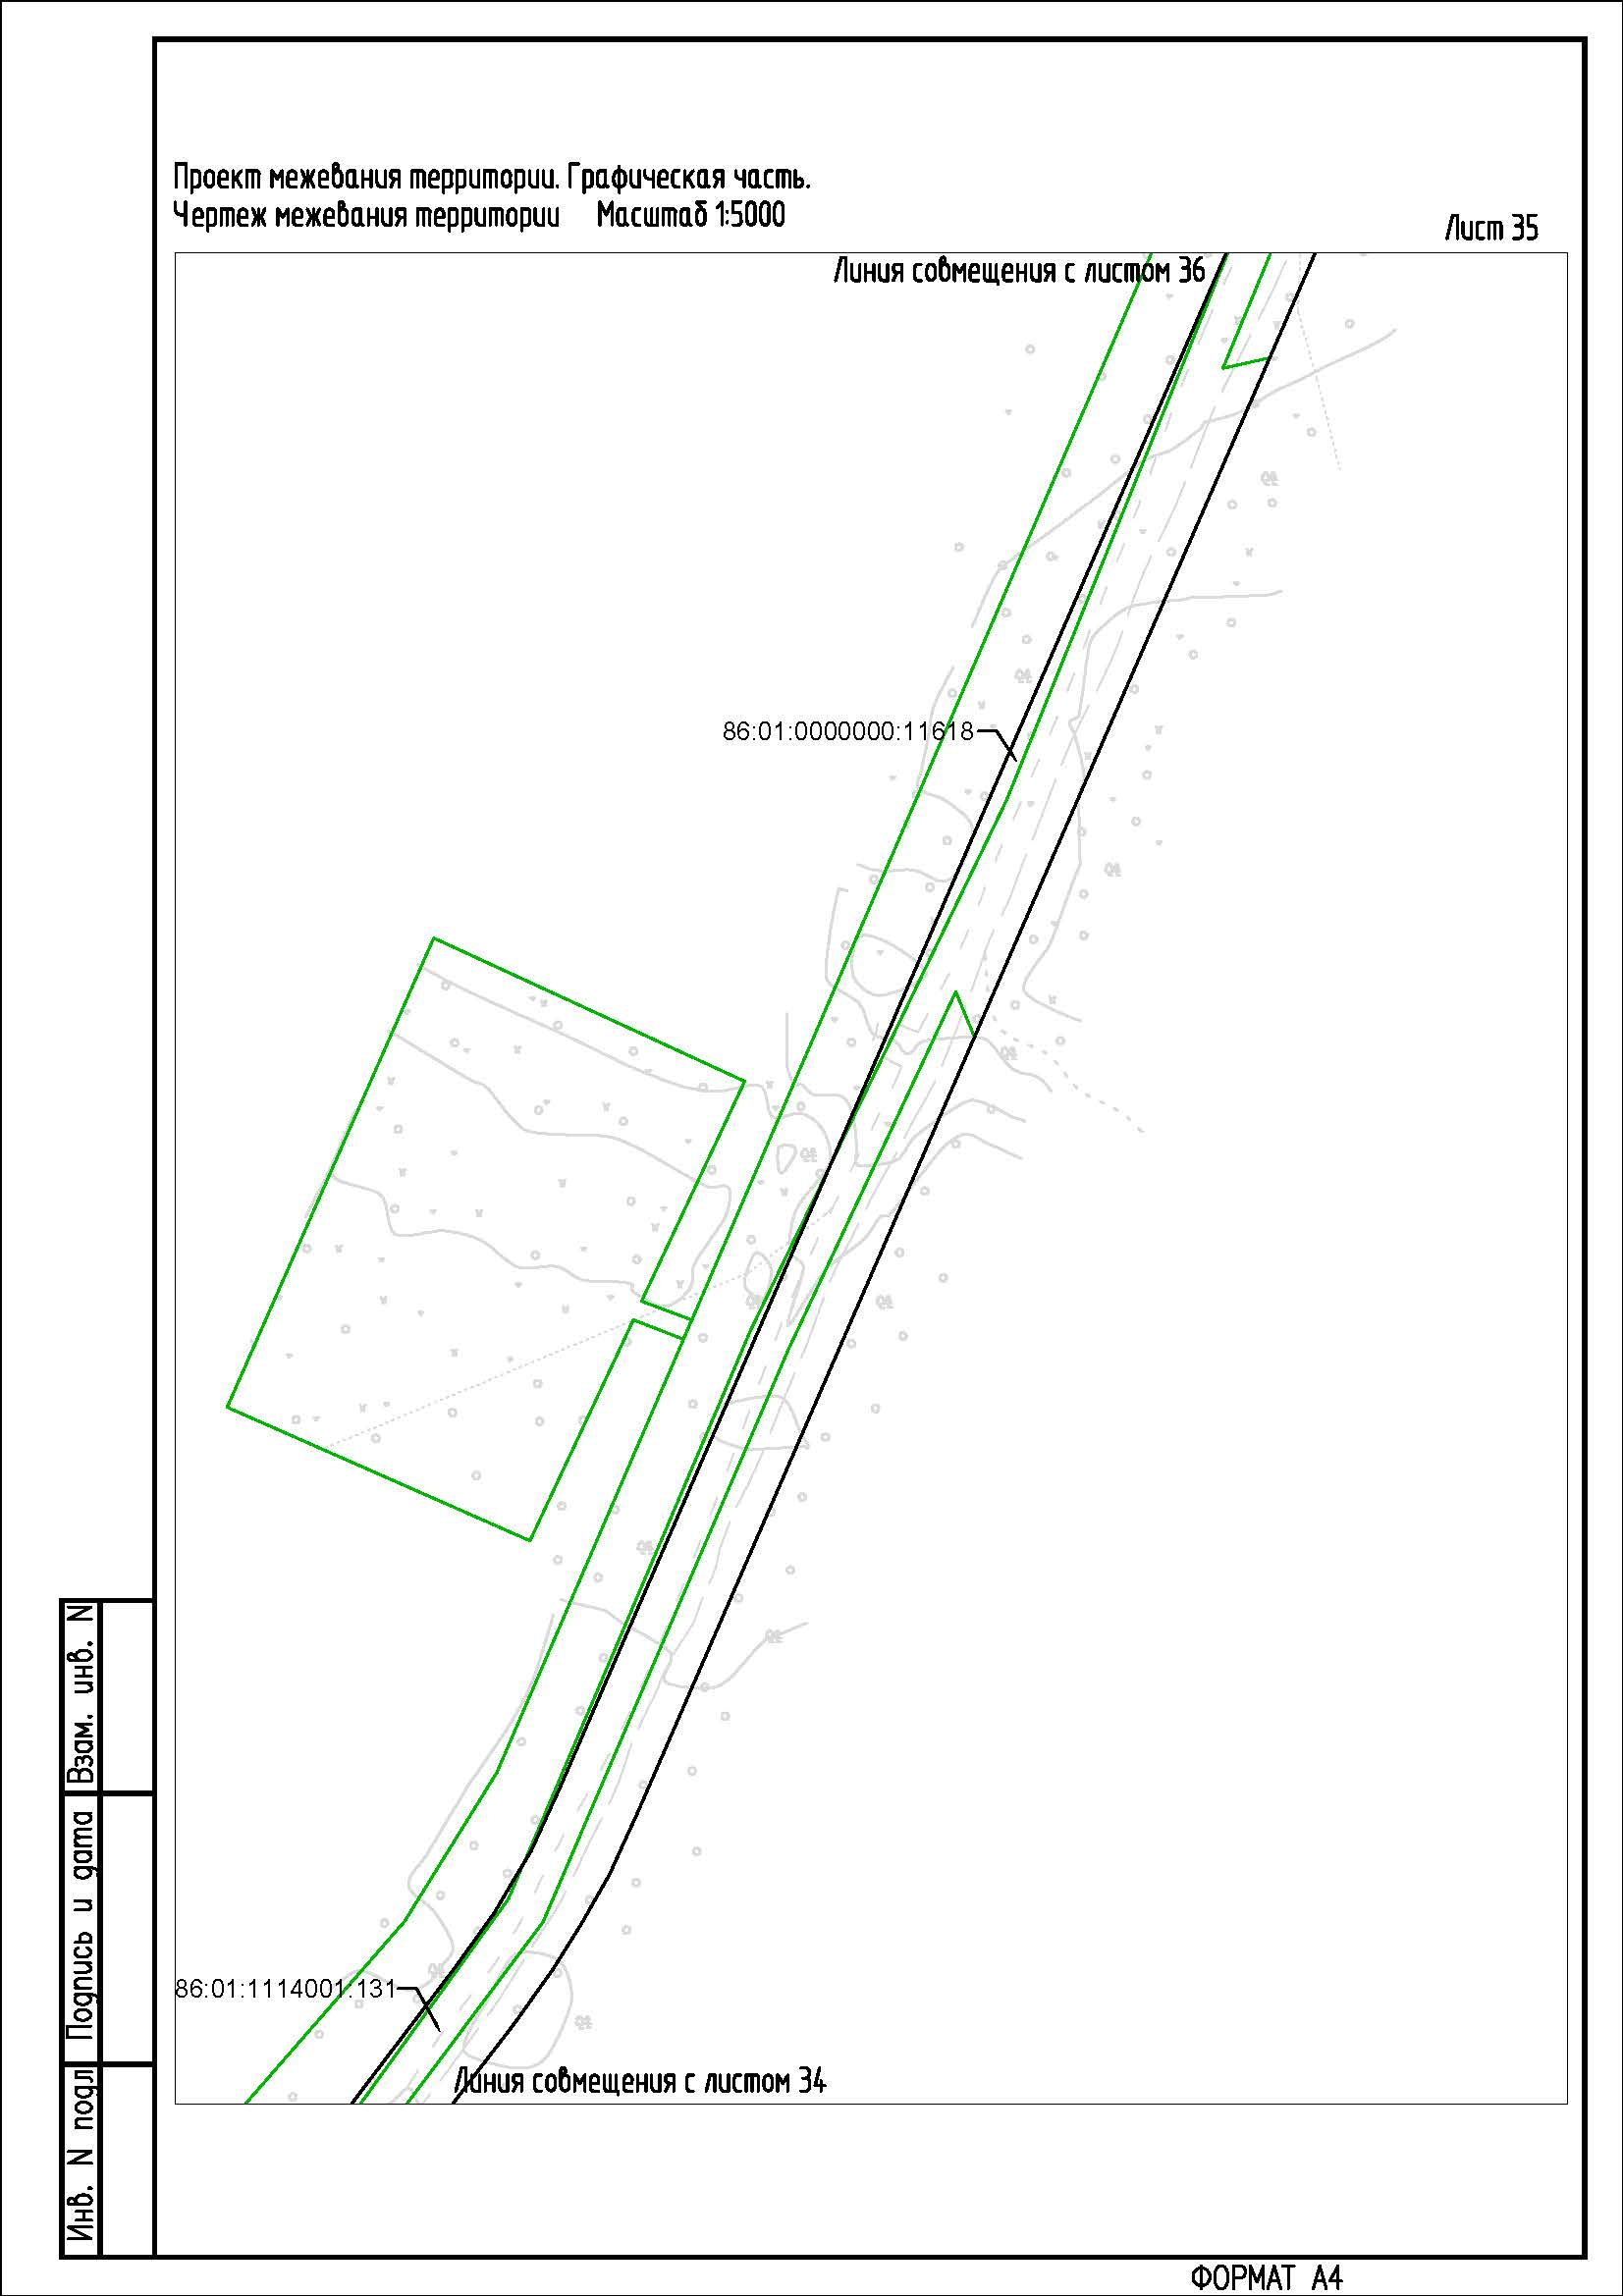 Проект межевания территории. Графическая часть.
Чертеж межевания территории Масштаб 1:5000
Лист 35
Линия совмещения с листом 36
86:01:0000000:11618
86:01:1114001:131
Линия совмещения с листом 34
Взам. инв. N
Подпись и дата
Инв. N подл
ФОРМАТ А4